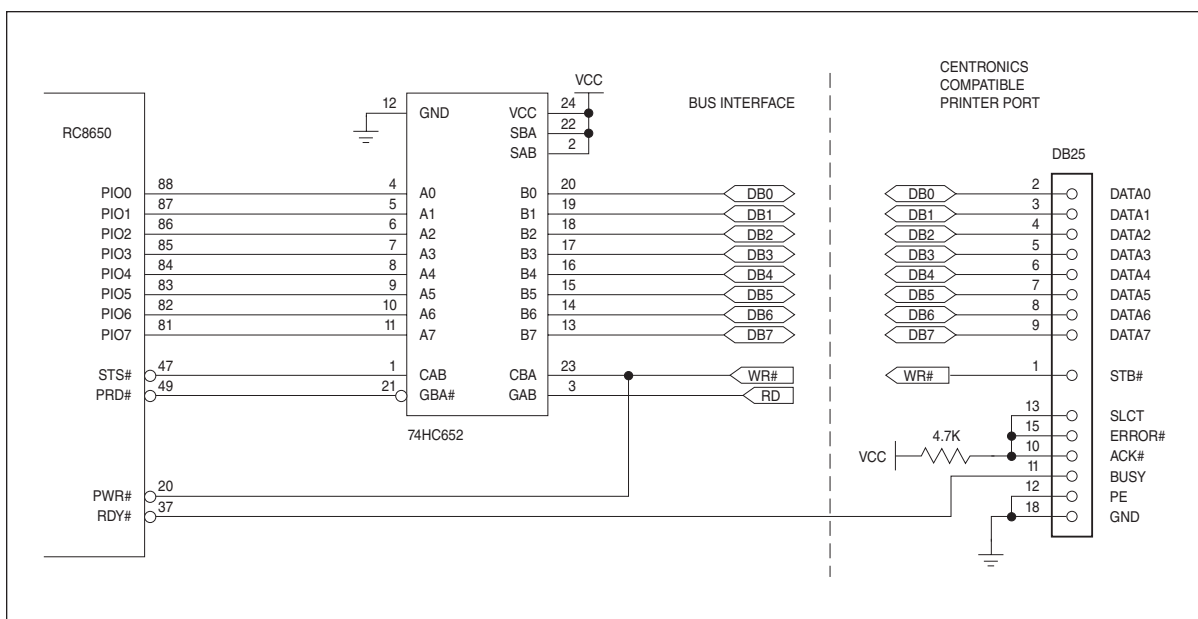 CENTRONICS
COMPATIBLE
PRINTER PORT
VCC
BUS INTERFACE
RC8650
12 GND VCC 24
SBA 22
SAB 2
DB25
PIO0 88 4 A0 B0 20 DB0 DB0 2 DATA0
PIO1 87 5 A1 B1 19 DB1 DB1 3 DATA1
PIO2 86 6 A2 B2 18 DB2 DB2 4 DATA2
PIO3 85 7 A3 B3 17 DB3 DB3 5 DATA3
PIO4 84 8 A4 B4 16 DB4 DB4 6 DATA4
PIO5 83 9 A5 B5 15 DB5 DB5 7 DATA5
PIO6 82 10 A6 B6 14 DB6 DB6 8 DATA6
PIO7 81 11 A7 B7 13 DB7 DB7 9 DATA7
STS# 47 1 CAB CBA 23 WR# WR# 1 STB#
PRD# 49 21 GBA# GAB 3 RD
13 SLCT
74HC652
4.7K 15 ERROR#
VCC 10 ACK#
11 BUSY
PWR# 20 12 PE
RDY# 37 18 GND